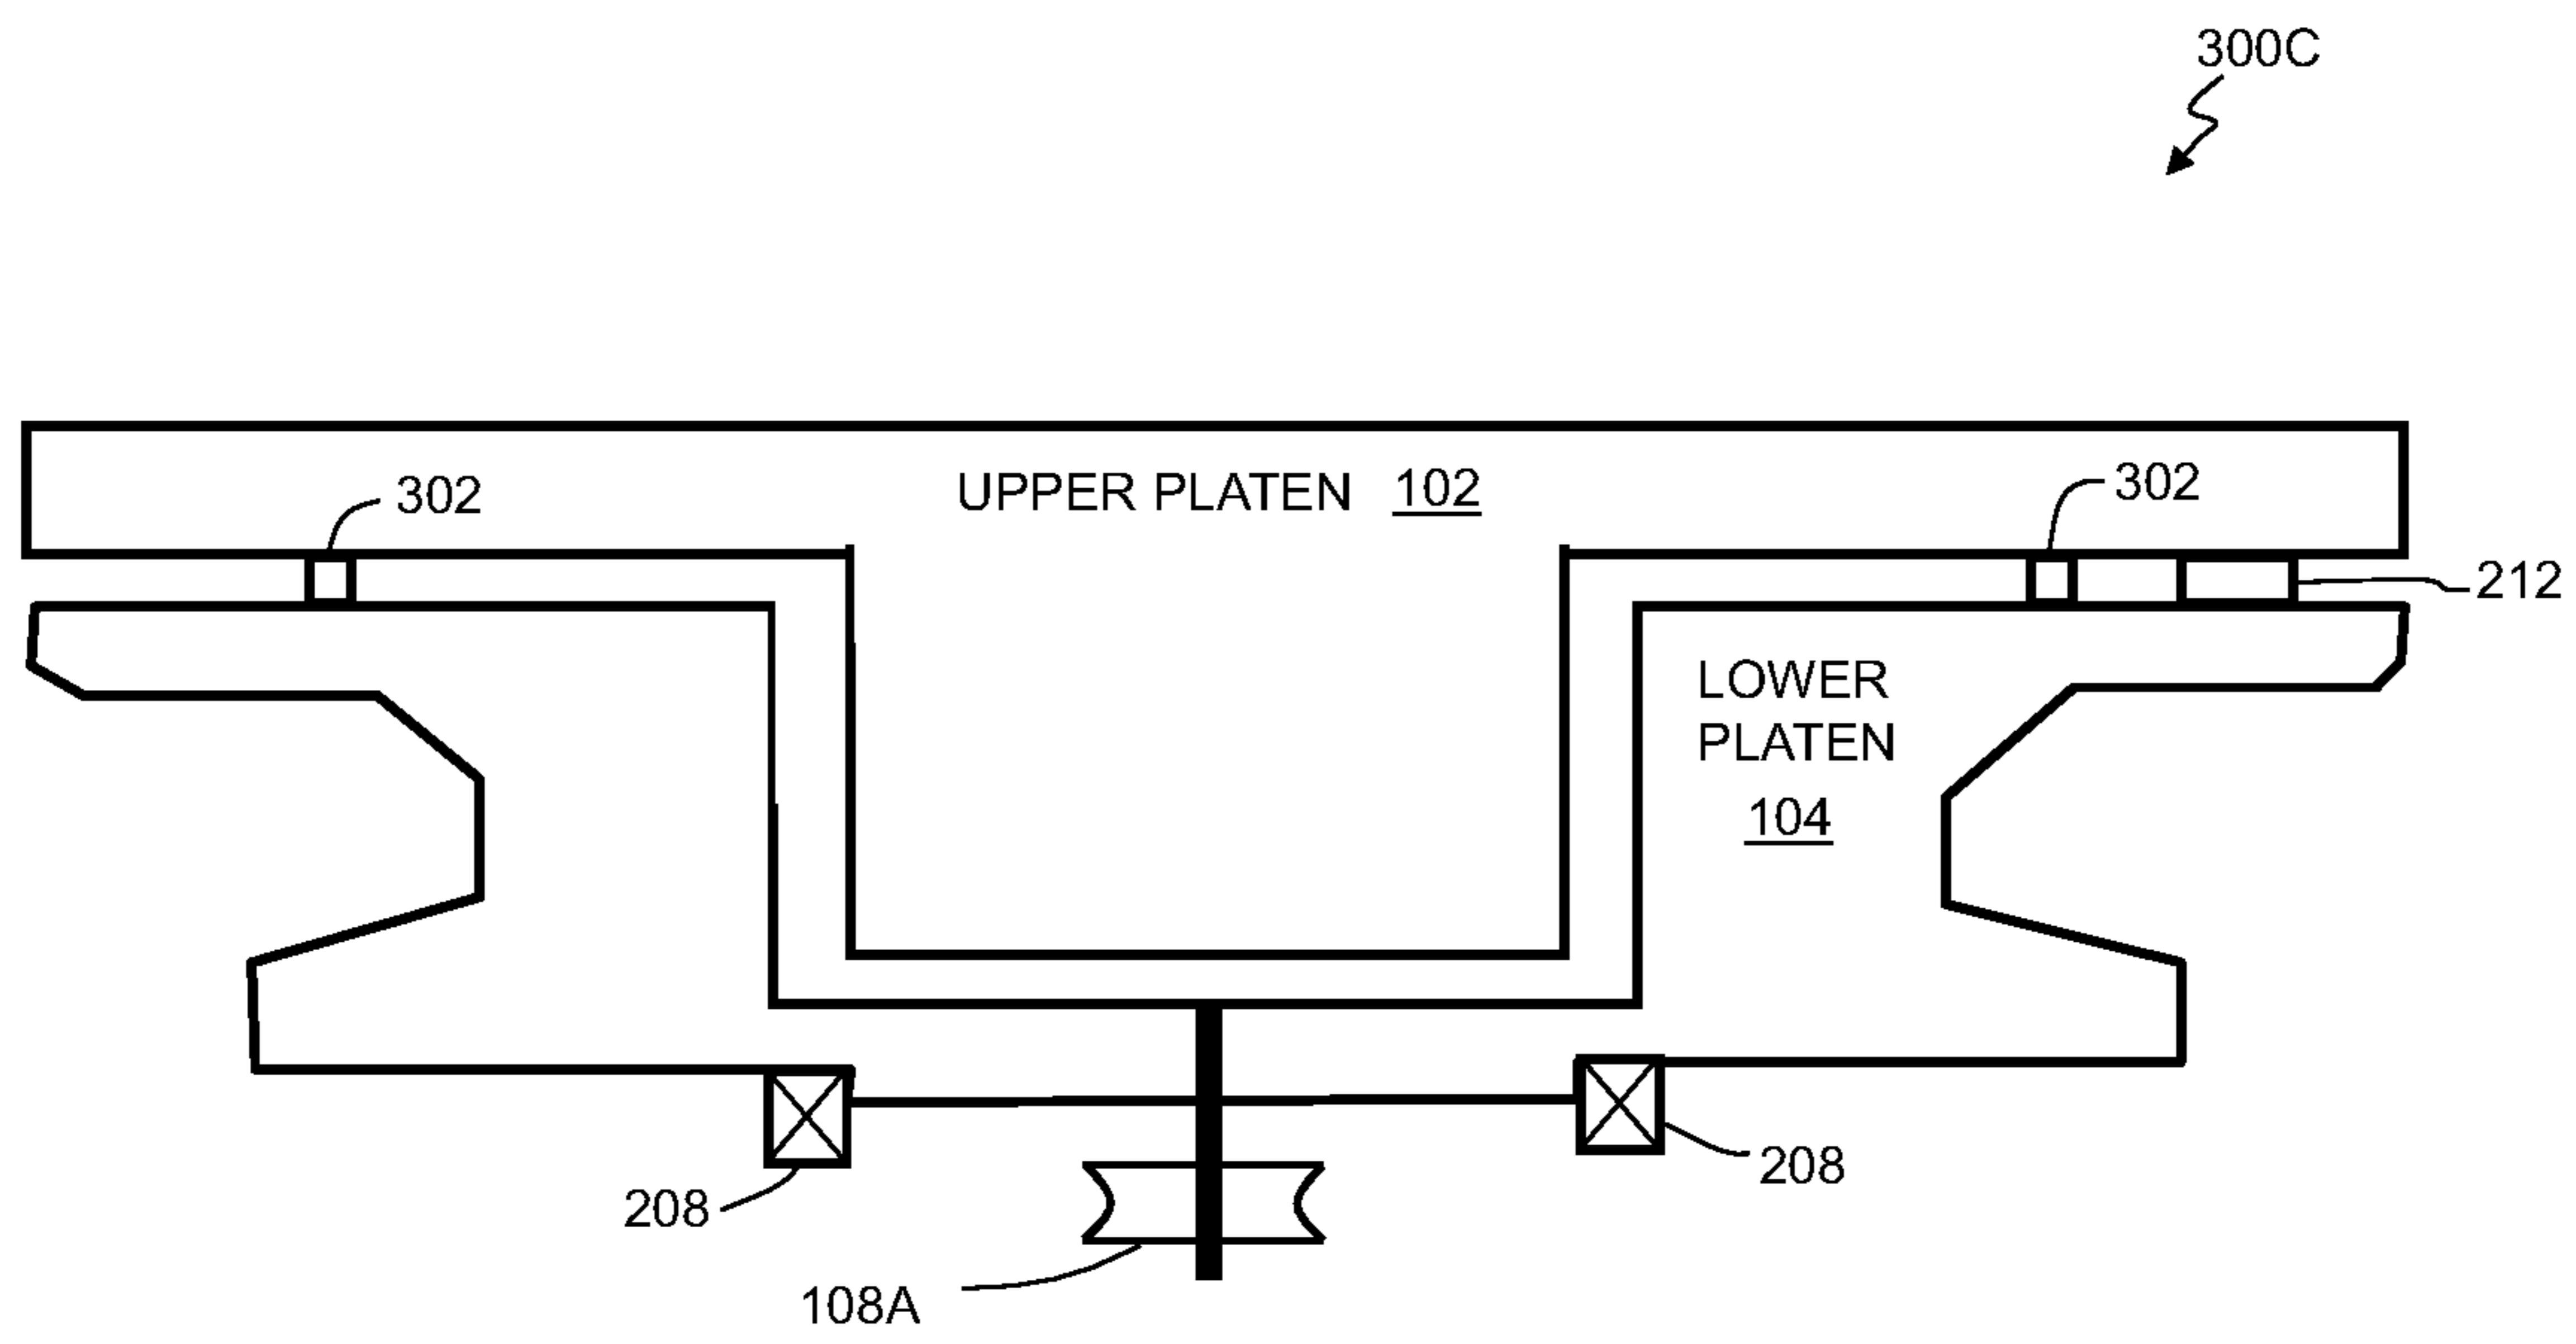 300C
UPPER PLATEN 102
302
302
212
LOWER
PLATEN
104
208
208
108A